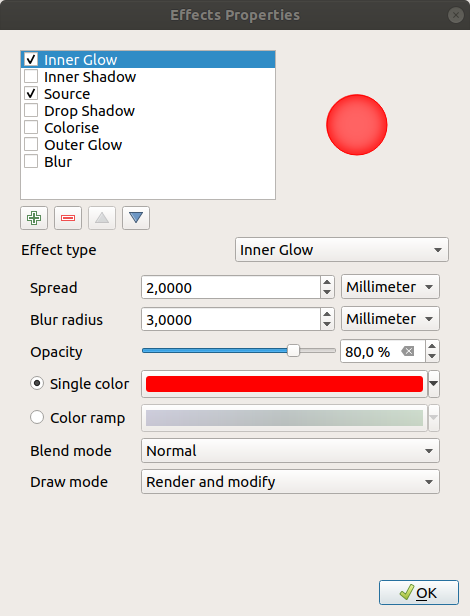 Effects Properties
Inner Glow
Inner Shadow
Source
Drop Shadow
Colorise
Outer Glow
Blur
Effect type Inner Glow
Spread 2,0000 Millimeter
Blur radius 3,0000 Millimeter
Opacity 80,0 %
Single color
Color ramp
Blend mode Normal
Draw mode Render and modify
OK